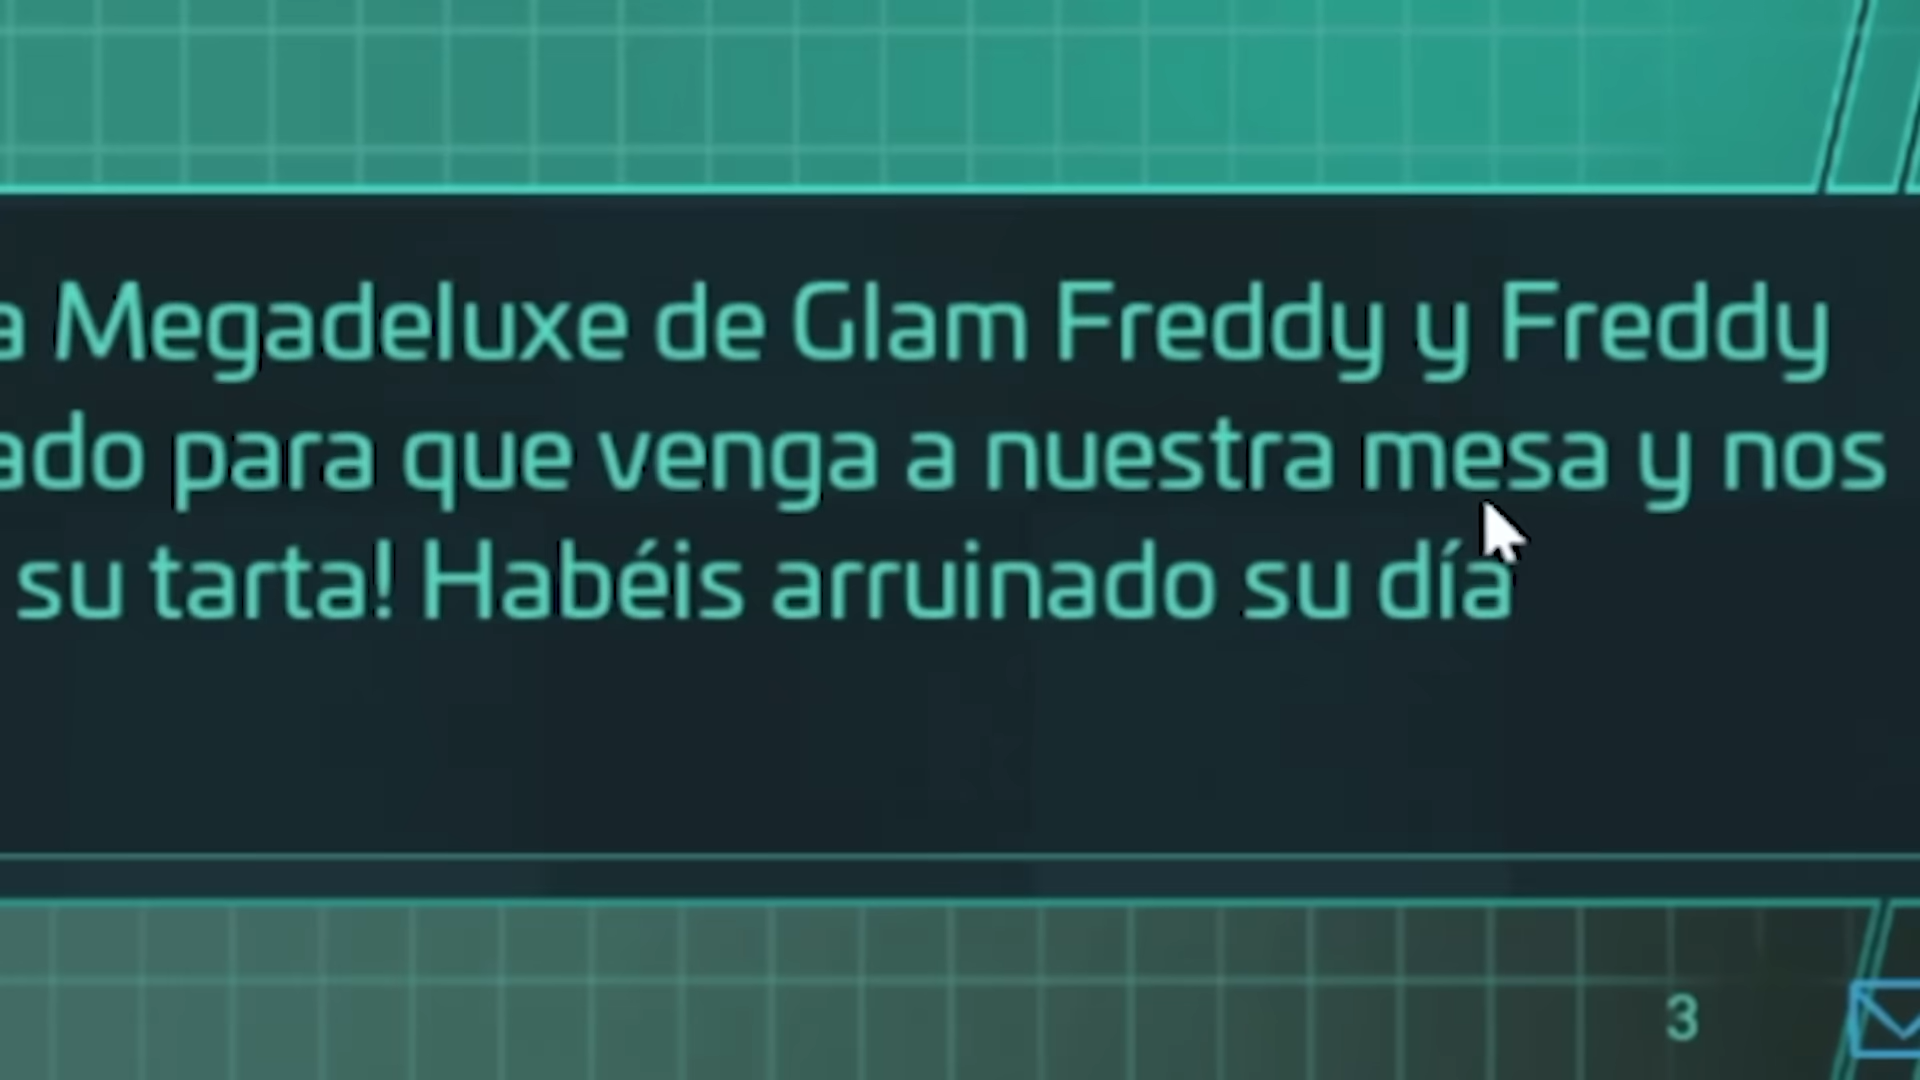 a Megadeluxe de Glam Freddy y Freddy
ado para que venga a nuestra mesa y nos
su tarta! Habéis arruinado su día
3